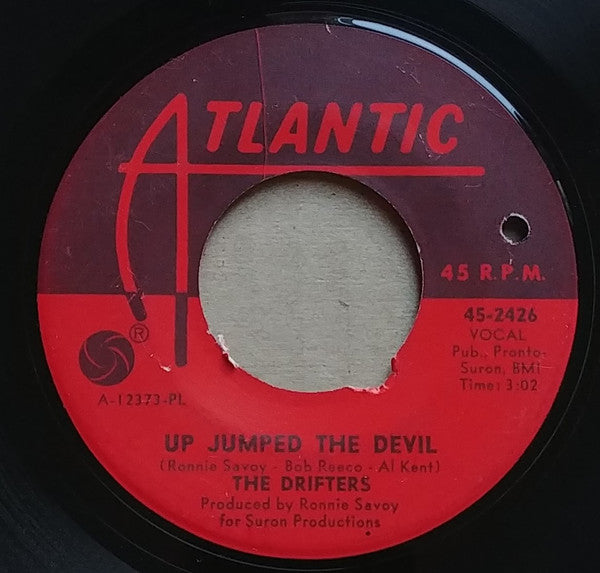 ATLANTIC
45 R.P.M.
45-2426
VOCAL
Pub., Pronto-
Suron, BMI
Time: 3:02
®
A-12373-PL
UP JUMPED THE DEVIL
(Ronnie Savoy - Bob Reeco - Al Kent)
THE DRIFTERS
Produced by Ronnie Savoy
for Suron Productions